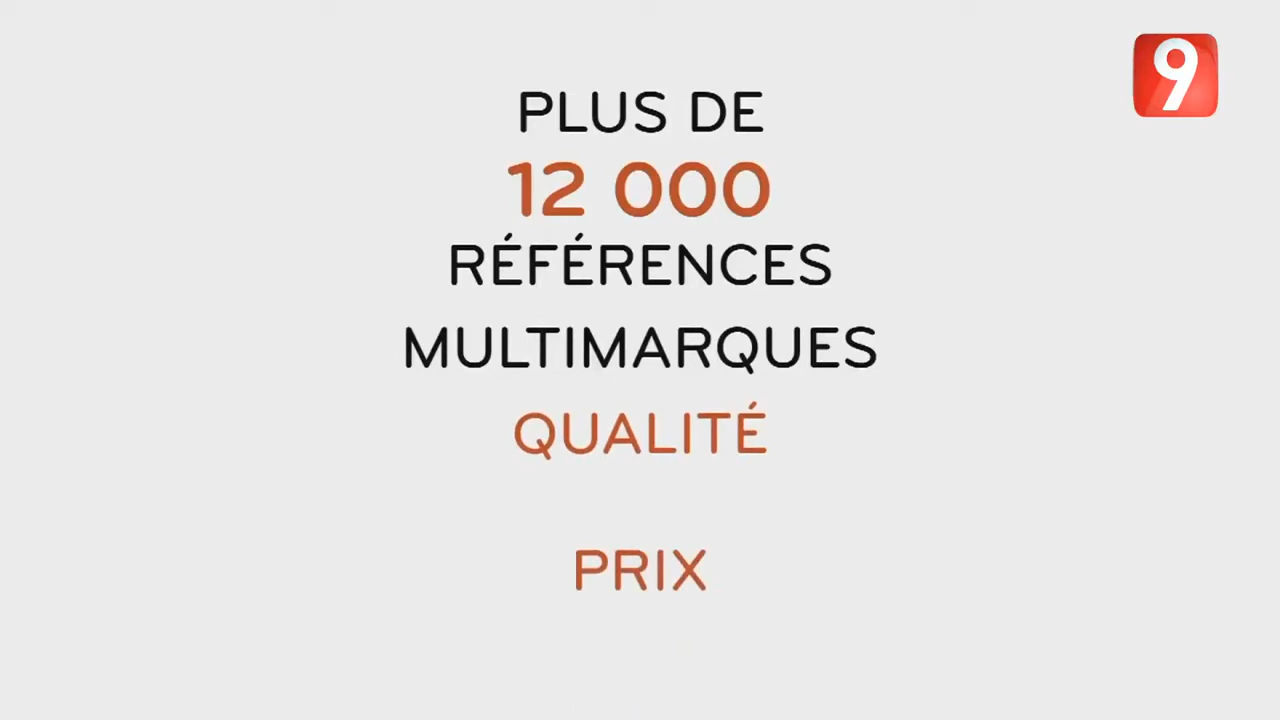 9
PLUS DE
12 000
RÉFÉRENCES
MULTIMARQUES
QUALITÉ
PRIX